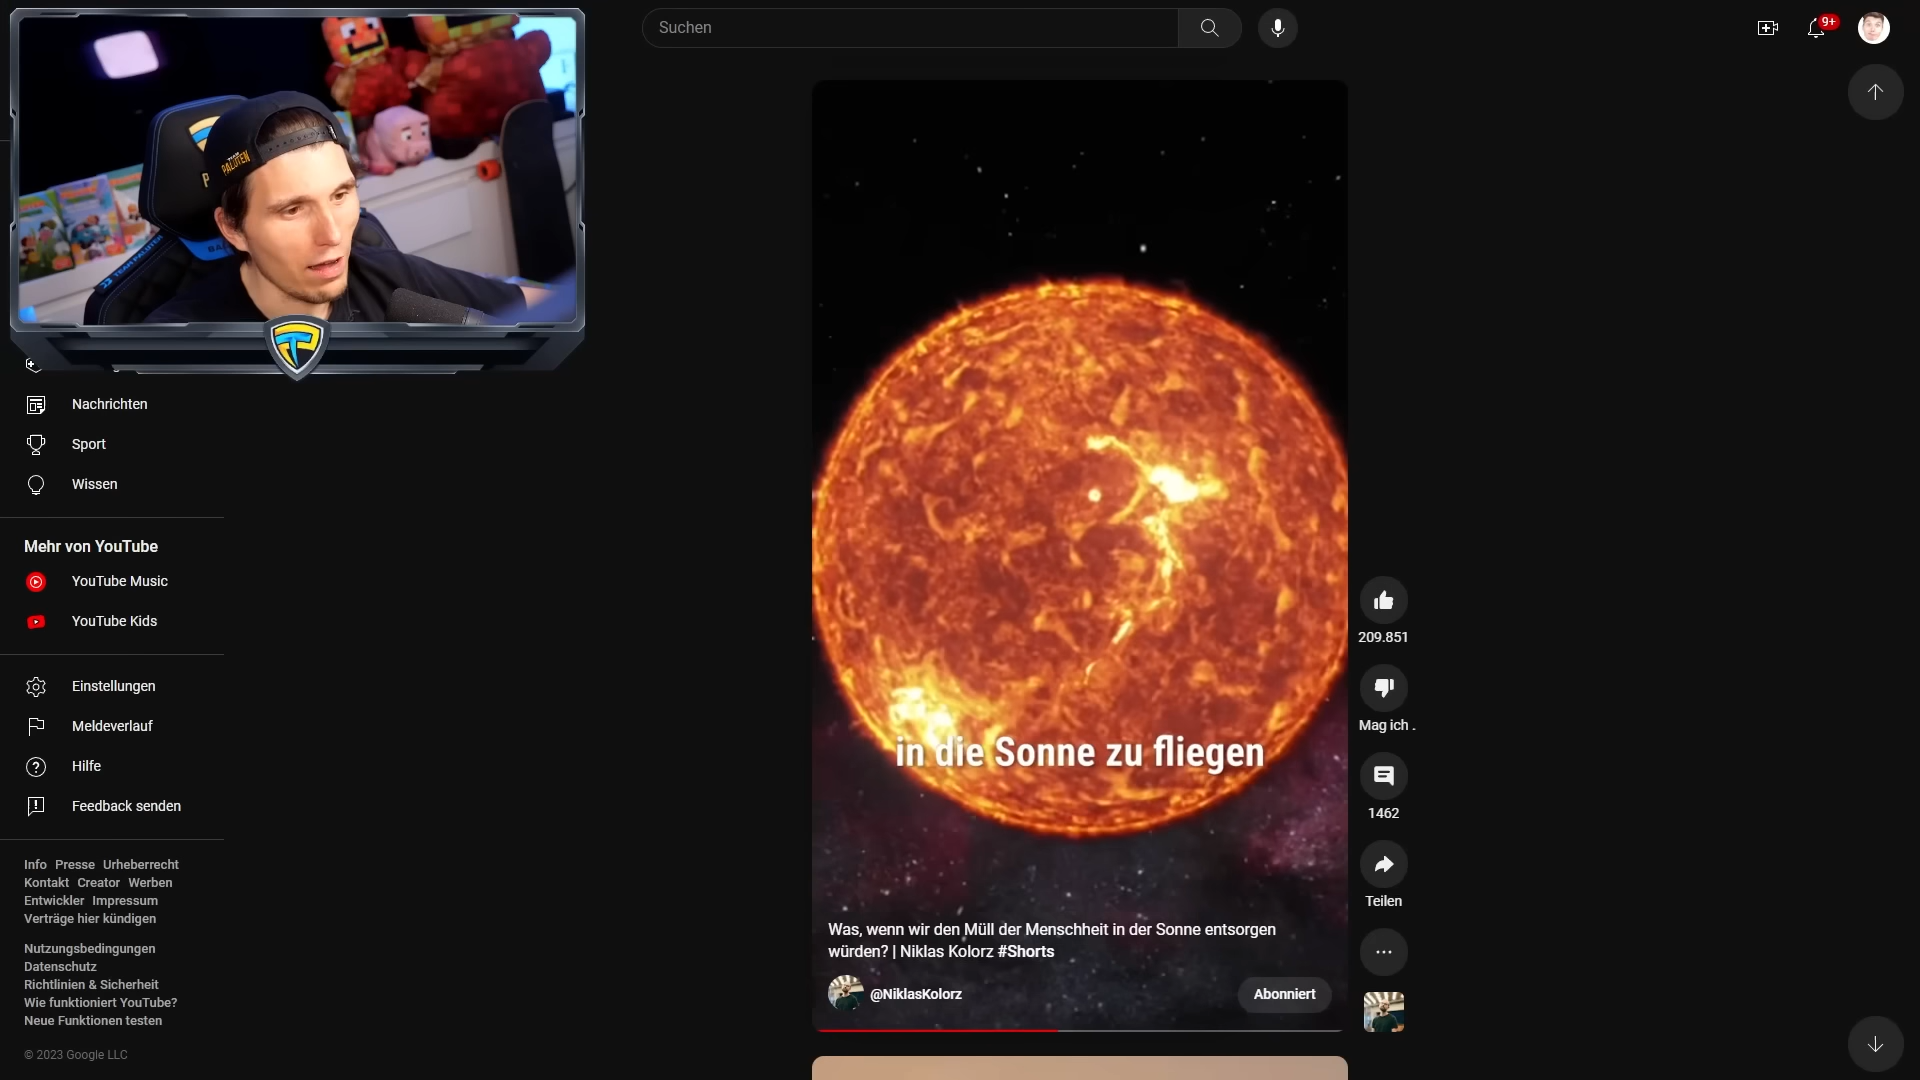 Suchen
9+
PALUTEN
Nachrichten
Sport
Wissen
Mehr von YouTube
YouTube Music
YouTube Kids
Einstellungen
Meldeverlauf
Hilfe
Feedback senden
Info Presse Urheberrecht
Kontakt Creator Werben
Entwickler Impressum
Verträge hier kündigen
Nutzungsbedingungen
Datenschutz
Richtlinien & Sicherheit
Wie funktioniert YouTube?
Neue Funktionen testen
© 2023 Google LLC
in die Sonne zu fliegen
Was, wenn wir den Müll der Menschheit in der Sonne entsorgen
würden? | Niklas Kolorz #Shorts
@NiklasKolorz
Abonniert
209.851
Mag ich .
1462
Teilen